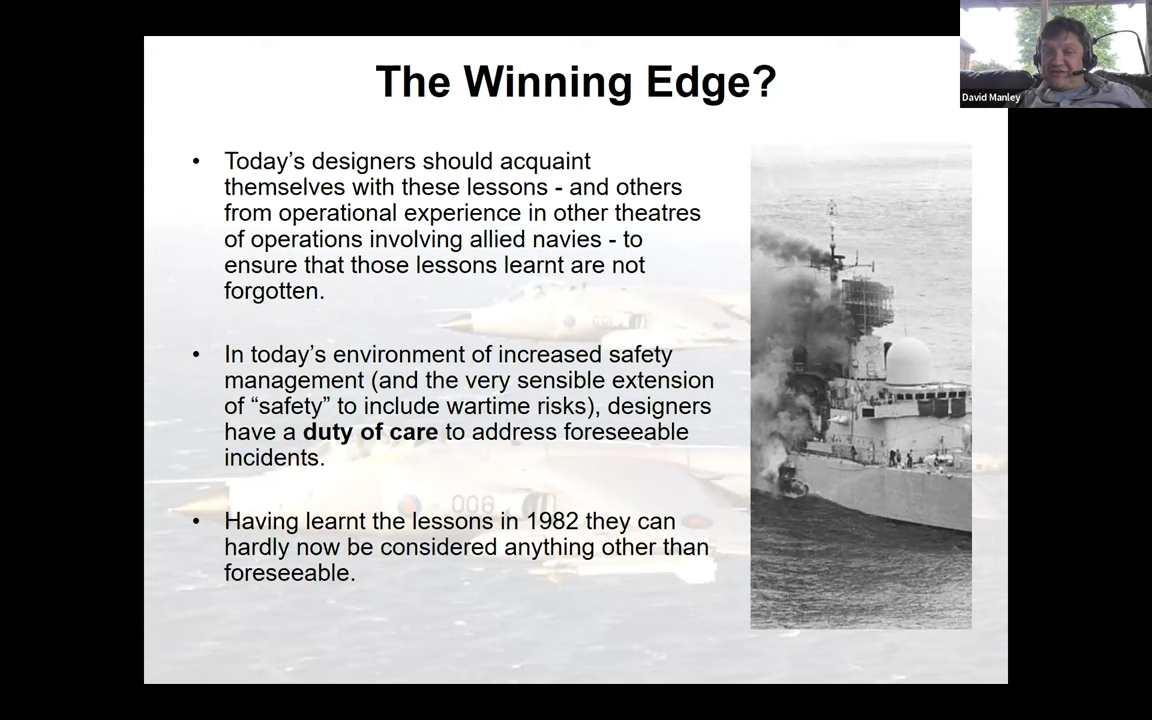 The Winning Edge?
David Manley
• Today’s designers should acquaint
themselves with these lessons - and others
from operational experience in other theatres
of operations involving allied navies - to
ensure that those lessons learnt are not
forgotten.
• In today’s environment of increased safety
management (and the very sensible extension
of “safety” to include wartime risks), designers
have a duty of care to address foreseeable
incidents.
• Having learnt the lessons in 1982 they can
hardly now be considered anything other than
foreseeable.
001
008